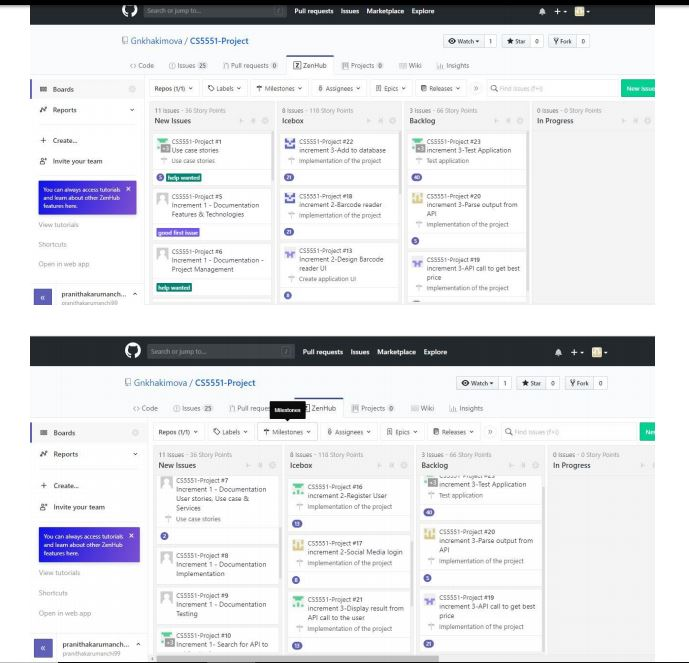 Search or jump to... / Pull requests Issues Marketplace Explore
Gnkhakimova / CS5551-Project Watch 1 Star 0 Fork 0
Code Issues 25 Pull requests 0 ZenHub Projects 0 Wiki Insights
Boards Repos (1/1) Labels Milestones Assignees Epics Releases » Find issues (f+i) New Issue
Reports
+ Create...
Invite your team
You can always access tutorials ×
and learn about other ZenHub
features here.
View tutorials
Shortcuts
Open in web app
« pranithakarumanch...
pranithakarumanchi99
11 Issues - 36 Story Points
New Issues
CS5551-Project #1
Use case stories
Use case stories
5 help wanted
CS5551-Project #5
Increment 1 - Documentation
Features & Technologies
good first issue
CS5551-Project #6
Increment 1 - Documentation -
Project Management
help wanted
8 Issues - 116 Story Points
Icebox
CS5551-Project #22
increment 3-Add to database
Implementation of the project
21
CS5551-Project #18
increment 2-Barcode reader
Implementation of the project
21
CS5551-Project #13
Increment 2-Design Barcode
reader UI
Create application UI
3 Issues - 66 Story Points
Backlog
CS5551-Project #23
increment 3-Test Application
Test application
40
CS5551-Project #20
increment 3-Parse output from
API
Implementation of the project
5
CS5551-Project #19
increment 3-API call to get best
price
Implementation of the project
0 Issues - 0 Story Points
In Progress
Search or jump to... / Pull requests Issues Marketplace Explore
Gnkhakimova / CS5551-Project Watch 1 Star 0 Fork 0
Milestones
Code Issues 25 Pull reque ZenHub Projects 0 Wiki Insights
Boards Repos (1/1) Labels Milestones Assignees Epics Releases » Find issues (f+i) Ne
Reports
+ Create...
Invite your team
You can always access tutorials ×
and learn about other ZenHub
features here.
View tutorials
Shortcuts
Open in web app
« pranithakarumanch...
pranithakarumanchi99
11 Issues - 36 Story Points
New Issues
CS5551-Project #7
Increment 1 - Documentation
User stories, Use case &
Services
Use case stories
2
CS5551-Project #8
Increment 1 - Documentation
Implementation
CS5551-Project #9
Increment 1 - Documentation
Testing
CS5551-Project #10
Increment 1- Search for API to
8 Issues - 116 Story Points
Icebox
CS5551-Project #16
increment 2-Register User
Implementation of the project
13
CS5551-Project #17
increment 2-Social Media login
Implementation of the project
8
CS5551-Project #21
increment 3-Display result from
API call to the user
Implementation of the project
13
3 Issues - 66 Story Points
Backlog
CS5551-Project #23
increment 3-Test Application
Test application
40
CS5551-Project #20
increment 3-Parse output from
API
Implementation of the project
5
CS5551-Project #19
increment 3-API call to get best
price
Implementation of the project
21
0 Issues - 0 Story Points
In Progress